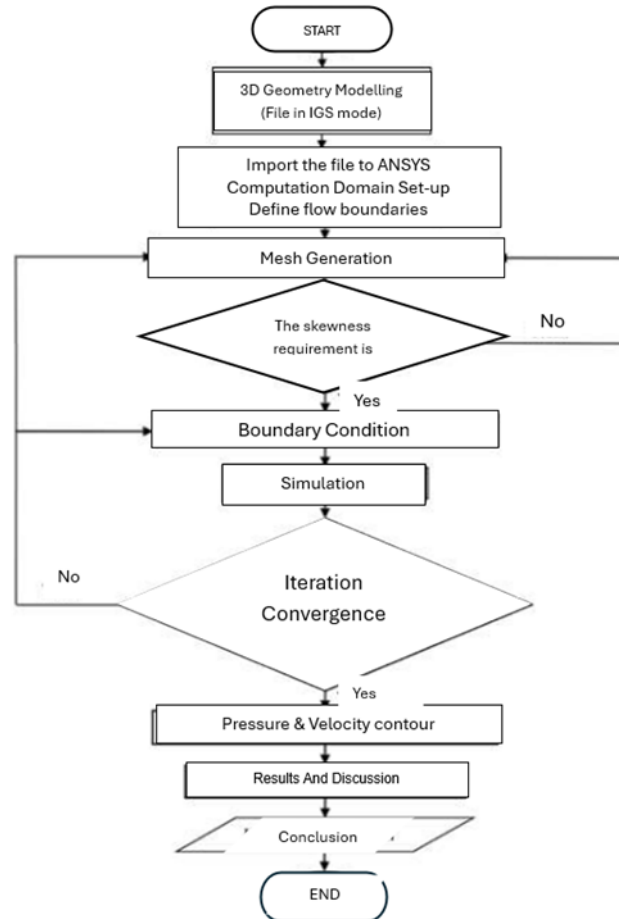 START
3D Geometry Modelling
(File in IGS mode)
Import the file to ANSYS
Computation Domain Set-up
Define flow boundaries
Mesh Generation
The skewness
requirement is
No
Yes
Boundary Condition
Simulation
Iteration
Convergence
No
Yes
Pressure & Velocity contour
Results And Discussion
Conclusion
END